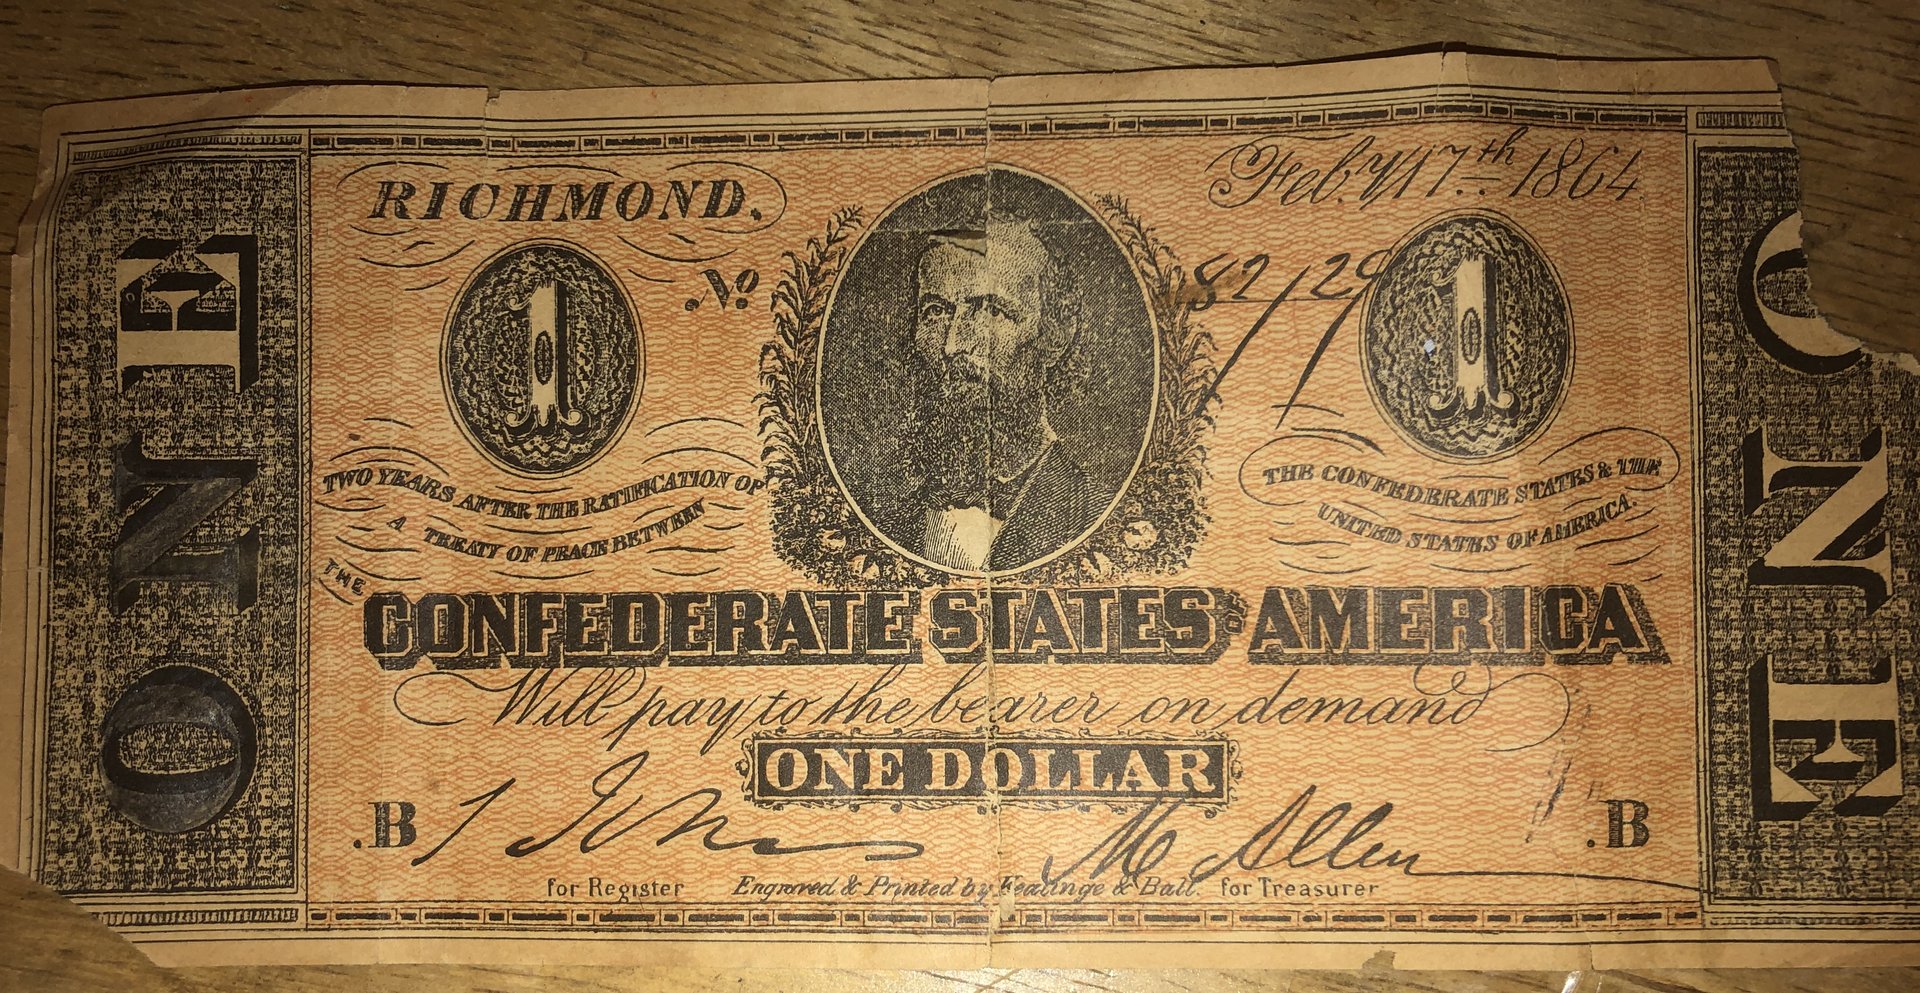 ONE
RICHMOND.
Feb.y 17th 1864
No
1
1
TWO YEARS AFTER THE RATIFICATION OF
A TREATY OF PEACE BETWEEN
THE CONFEDERATE STATES & THE
UNITED STATES OF AMERICA.
THE
CONFEDERATE STATES OF AMERICA
Will pay to the bearer on demand
ONE DOLLAR
.B
M Allen
.B
for Register
Engraved & Printed by Keatinge & Ball.
for Treasurer
ONE